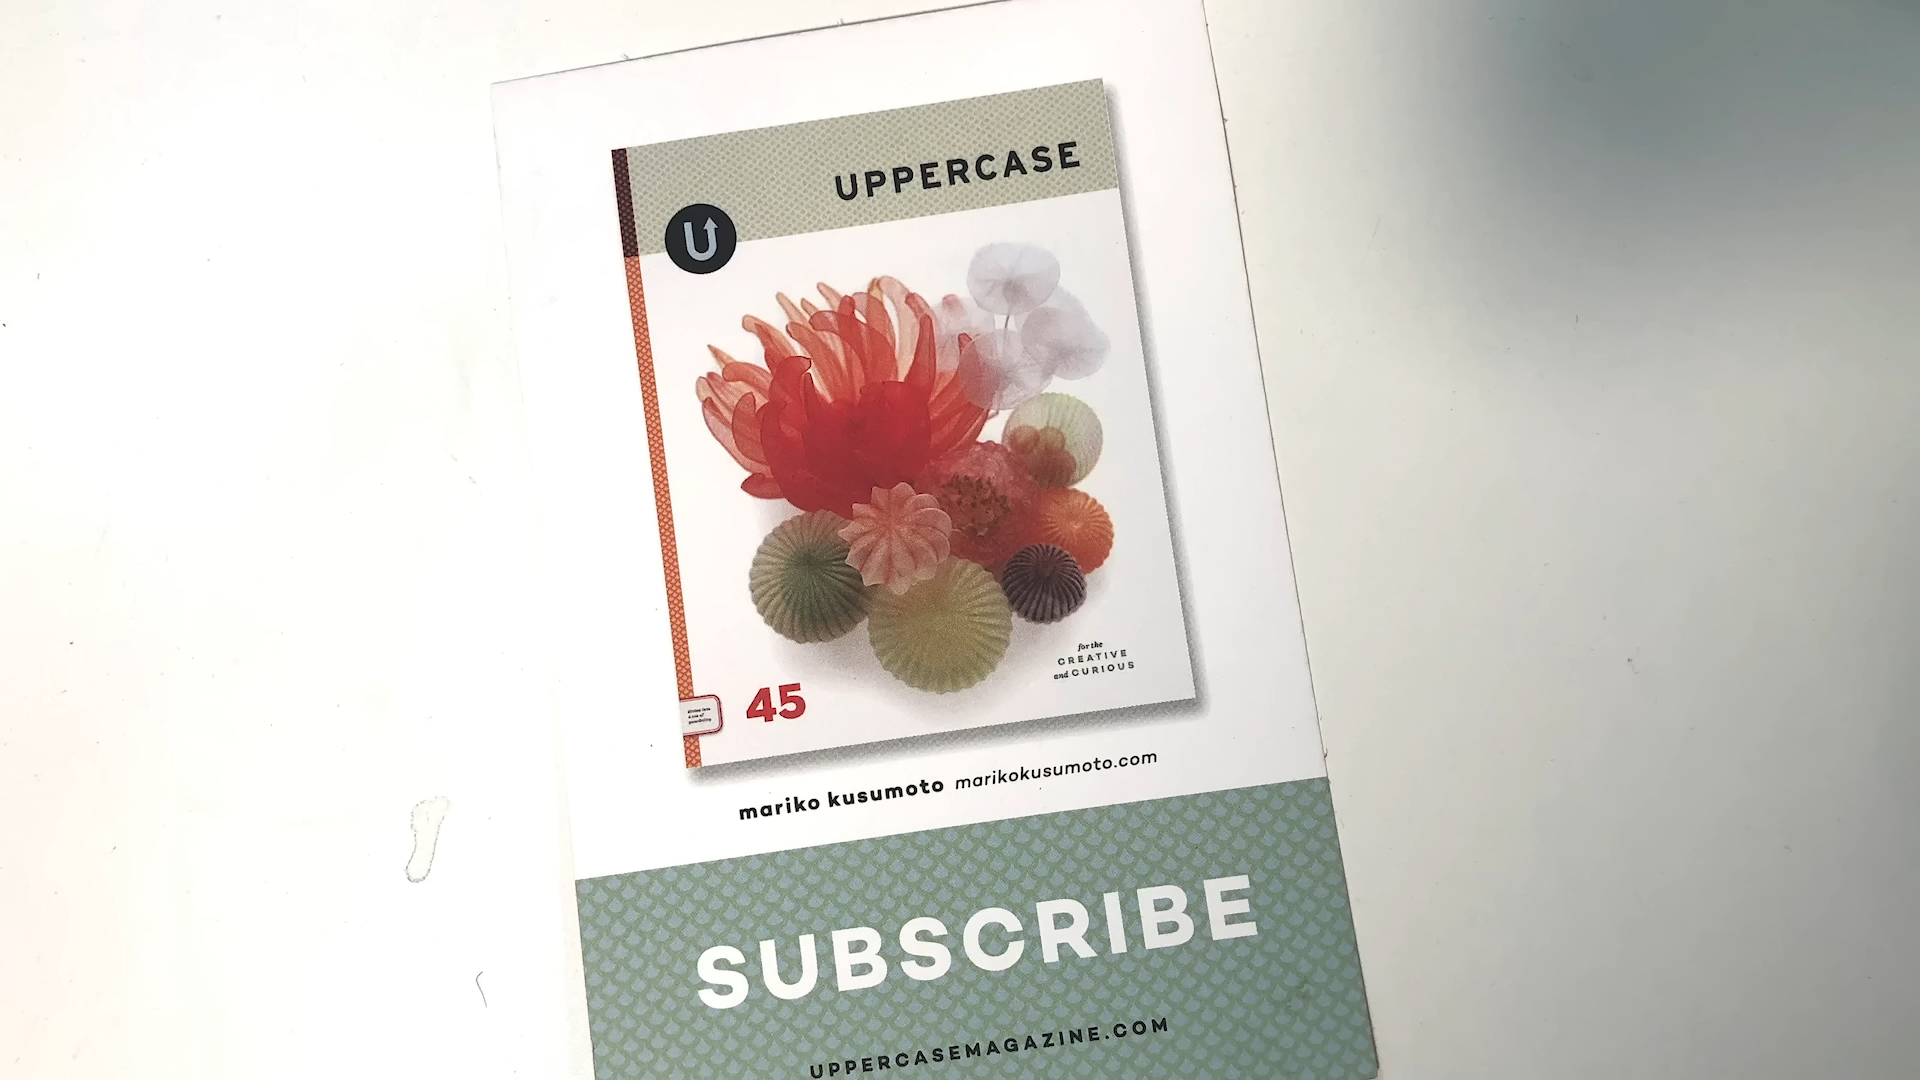 UPPERCASE
U
for the
CREATIVE
and CURIOUS
45
mariko kusumoto marikokusumoto.com
SUBSCRIBE
UPPERCASEMAGAZINE.COM